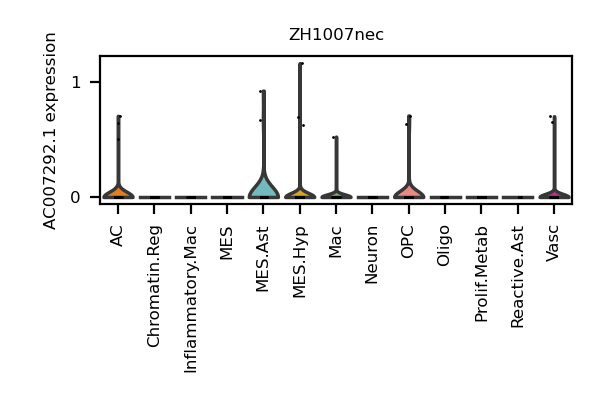 ZH1007nec
AC007292.1 expression
1
0
AC
Chromatin.Reg
Inflammatory.Mac
MES
MES.Ast
MES.Hyp
Mac
Neuron
OPC
Oligo
Prolif.Metab
Reactive.Ast
Vasc